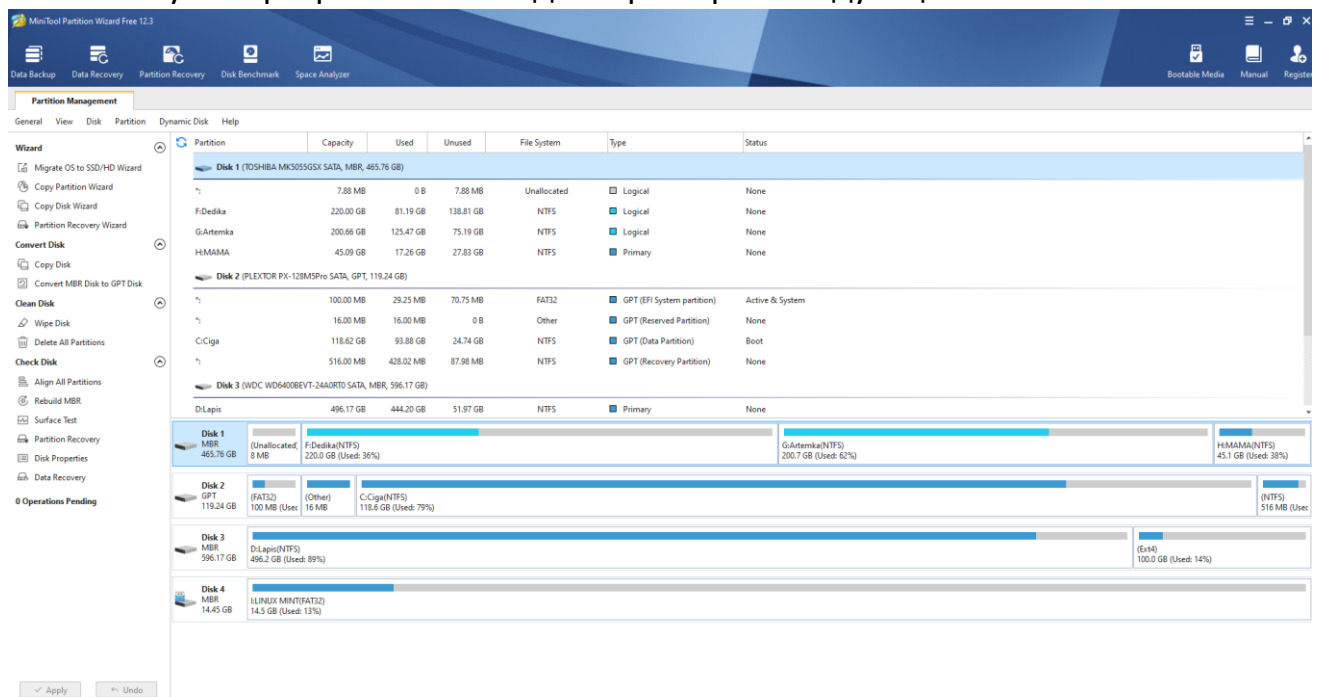 MiniTool Partition Wizard Free 12.3
Data Backup Data Recovery Partition Recovery Disk Benchmark Space Analyzer Bootable Media Manual Register
Partition Management
General View Disk Partition Dynamic Disk Help
Wizard
Migrate OS to SSD/HD Wizard
Copy Partition Wizard
Copy Disk Wizard
Partition Recovery Wizard
Convert Disk
Copy Disk
Convert MBR Disk to GPT Disk
Clean Disk
Wipe Disk
Delete All Partitions
Check Disk
Align All Partitions
Rebuild MBR
Surface Test
Partition Recovery
Disk Properties
Data Recovery
0 Operations Pending
Apply Undo
Partition Capacity Used Unused File System Type Status
Disk 1 (TOSHIBA MK5055GSX SATA, MBR, 465.76 GB)
*: 7.88 MB 0 B 7.88 MB Unallocated Logical None
F:Dedika 220.00 GB 81.19 GB 138.81 GB NTFS Logical None
G:Artemka 200.66 GB 125.47 GB 75.19 GB NTFS Logical None
H:MAMA 45.09 GB 17.26 GB 27.83 GB NTFS Primary None
Disk 2 (PLEXTOR PX-128M5Pro SATA, GPT, 119.24 GB)
*: 100.00 MB 29.25 MB 70.75 MB FAT32 GPT (EFI System partition) Active & System
*: 16.00 MB 16.00 MB 0 B Other GPT (Reserved Partition) None
C:Ciga 118.62 GB 93.88 GB 24.74 GB NTFS GPT (Data Partition) Boot
*: 516.00 MB 428.02 MB 87.98 MB NTFS GPT (Recovery Partition) None
Disk 3 (WDC WD6400BEVT-24A0RT0 SATA, MBR, 596.17 GB)
D:Lapis 496.17 GB 444.20 GB 51.97 GB NTFS Primary None
Disk 1
MBR
465.76 GB
(Unallocated)
8 MB
F:Dedika(NTFS)
220.0 GB (Used: 36%)
G:Artemka(NTFS)
200.7 GB (Used: 62%)
H:MAMA(NTFS)
45.1 GB (Used: 38%)
Disk 2
GPT
119.24 GB
(FAT32)
100 MB (Usec
(Other)
16 MB
C:Ciga(NTFS)
118.6 GB (Used: 79%)
(NTFS)
516 MB (Usec
Disk 3
MBR
596.17 GB
D:Lapis(NTFS)
496.2 GB (Used: 89%)
(Ext4)
100.0 GB (Used: 14%)
Disk 4
MBR
14.45 GB
I:LINUX MINT(FAT32)
14.5 GB (Used: 13%)